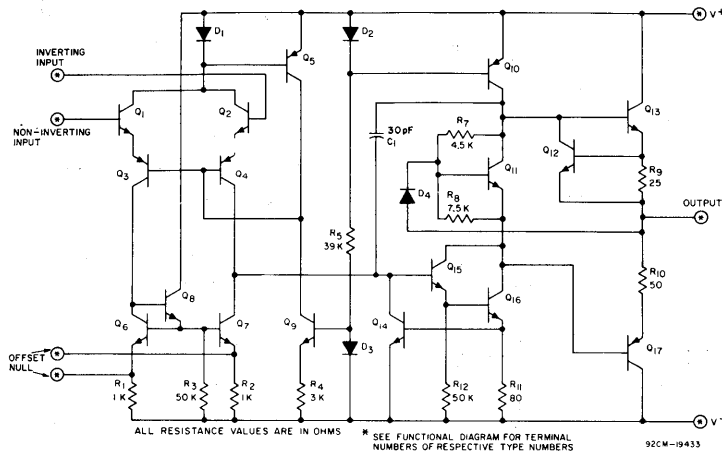 V+
D1
D2
INVERTING
INPUT
Q5
Q10
Q1
Q2
Q13
NON-INVERTING
INPUT
30 pF
C1
R7
4.5 K
Q12
Q3
Q4
Q11
R9
25
D4
R8
7.5 K
OUTPUT
R5
39 K
Q15
R10
50
Q8
Q16
Q6
Q7
Q9
Q14
Q17
OFFSET
NULL
D3
R1
1 K
R3
50 K
R2
1K
R4
3 K
R12
50 K
R11
80
V-
ALL RESISTANCE VALUES ARE IN OHMS
* SEE FUNCTIONAL DIAGRAM FOR TERMINAL
NUMBERS OF RESPECTIVE TYPE NUMBERS
92CM-19433